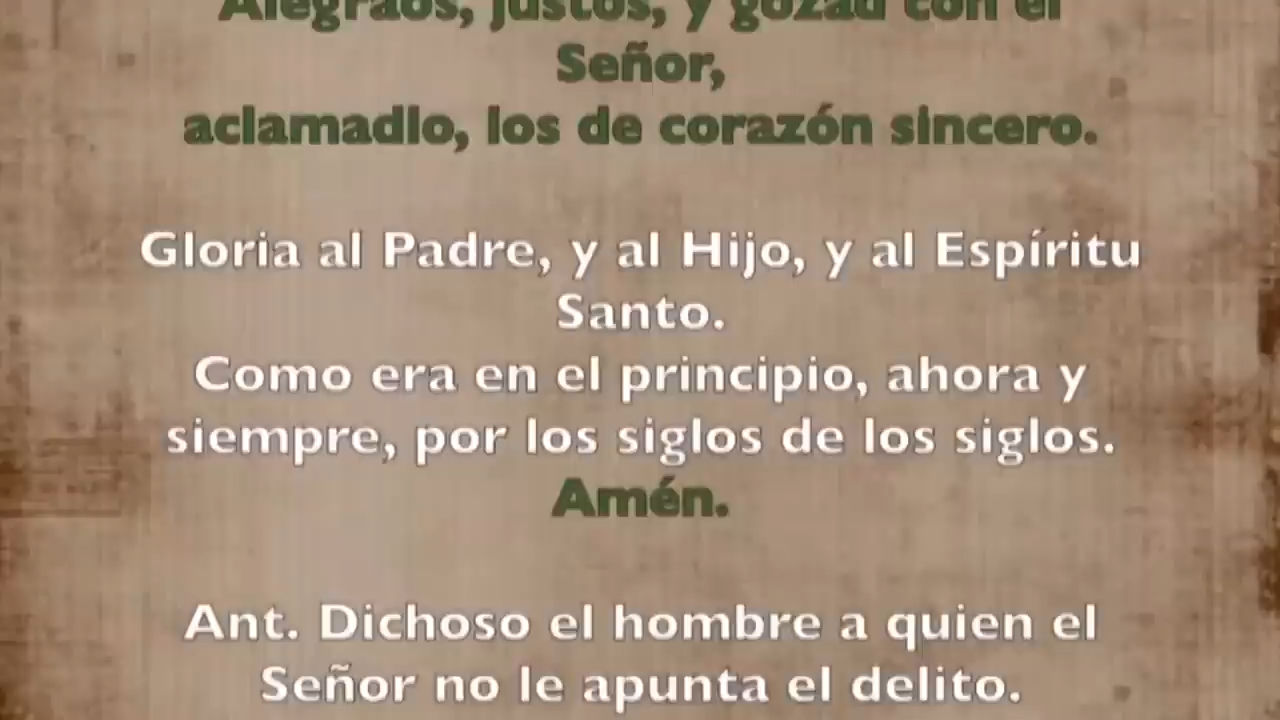 Alegraos, justos, y gozad con el
Señor,
aclamadlo, los de corazón sincero.
Gloria al Padre, y al Hijo, y al Espíritu
Santo.
Como era en el principio, ahora y
siempre, por los siglos de los siglos.
Amén.
Ant. Dichoso el hombre a quien el
Señor no le apunta el delito.